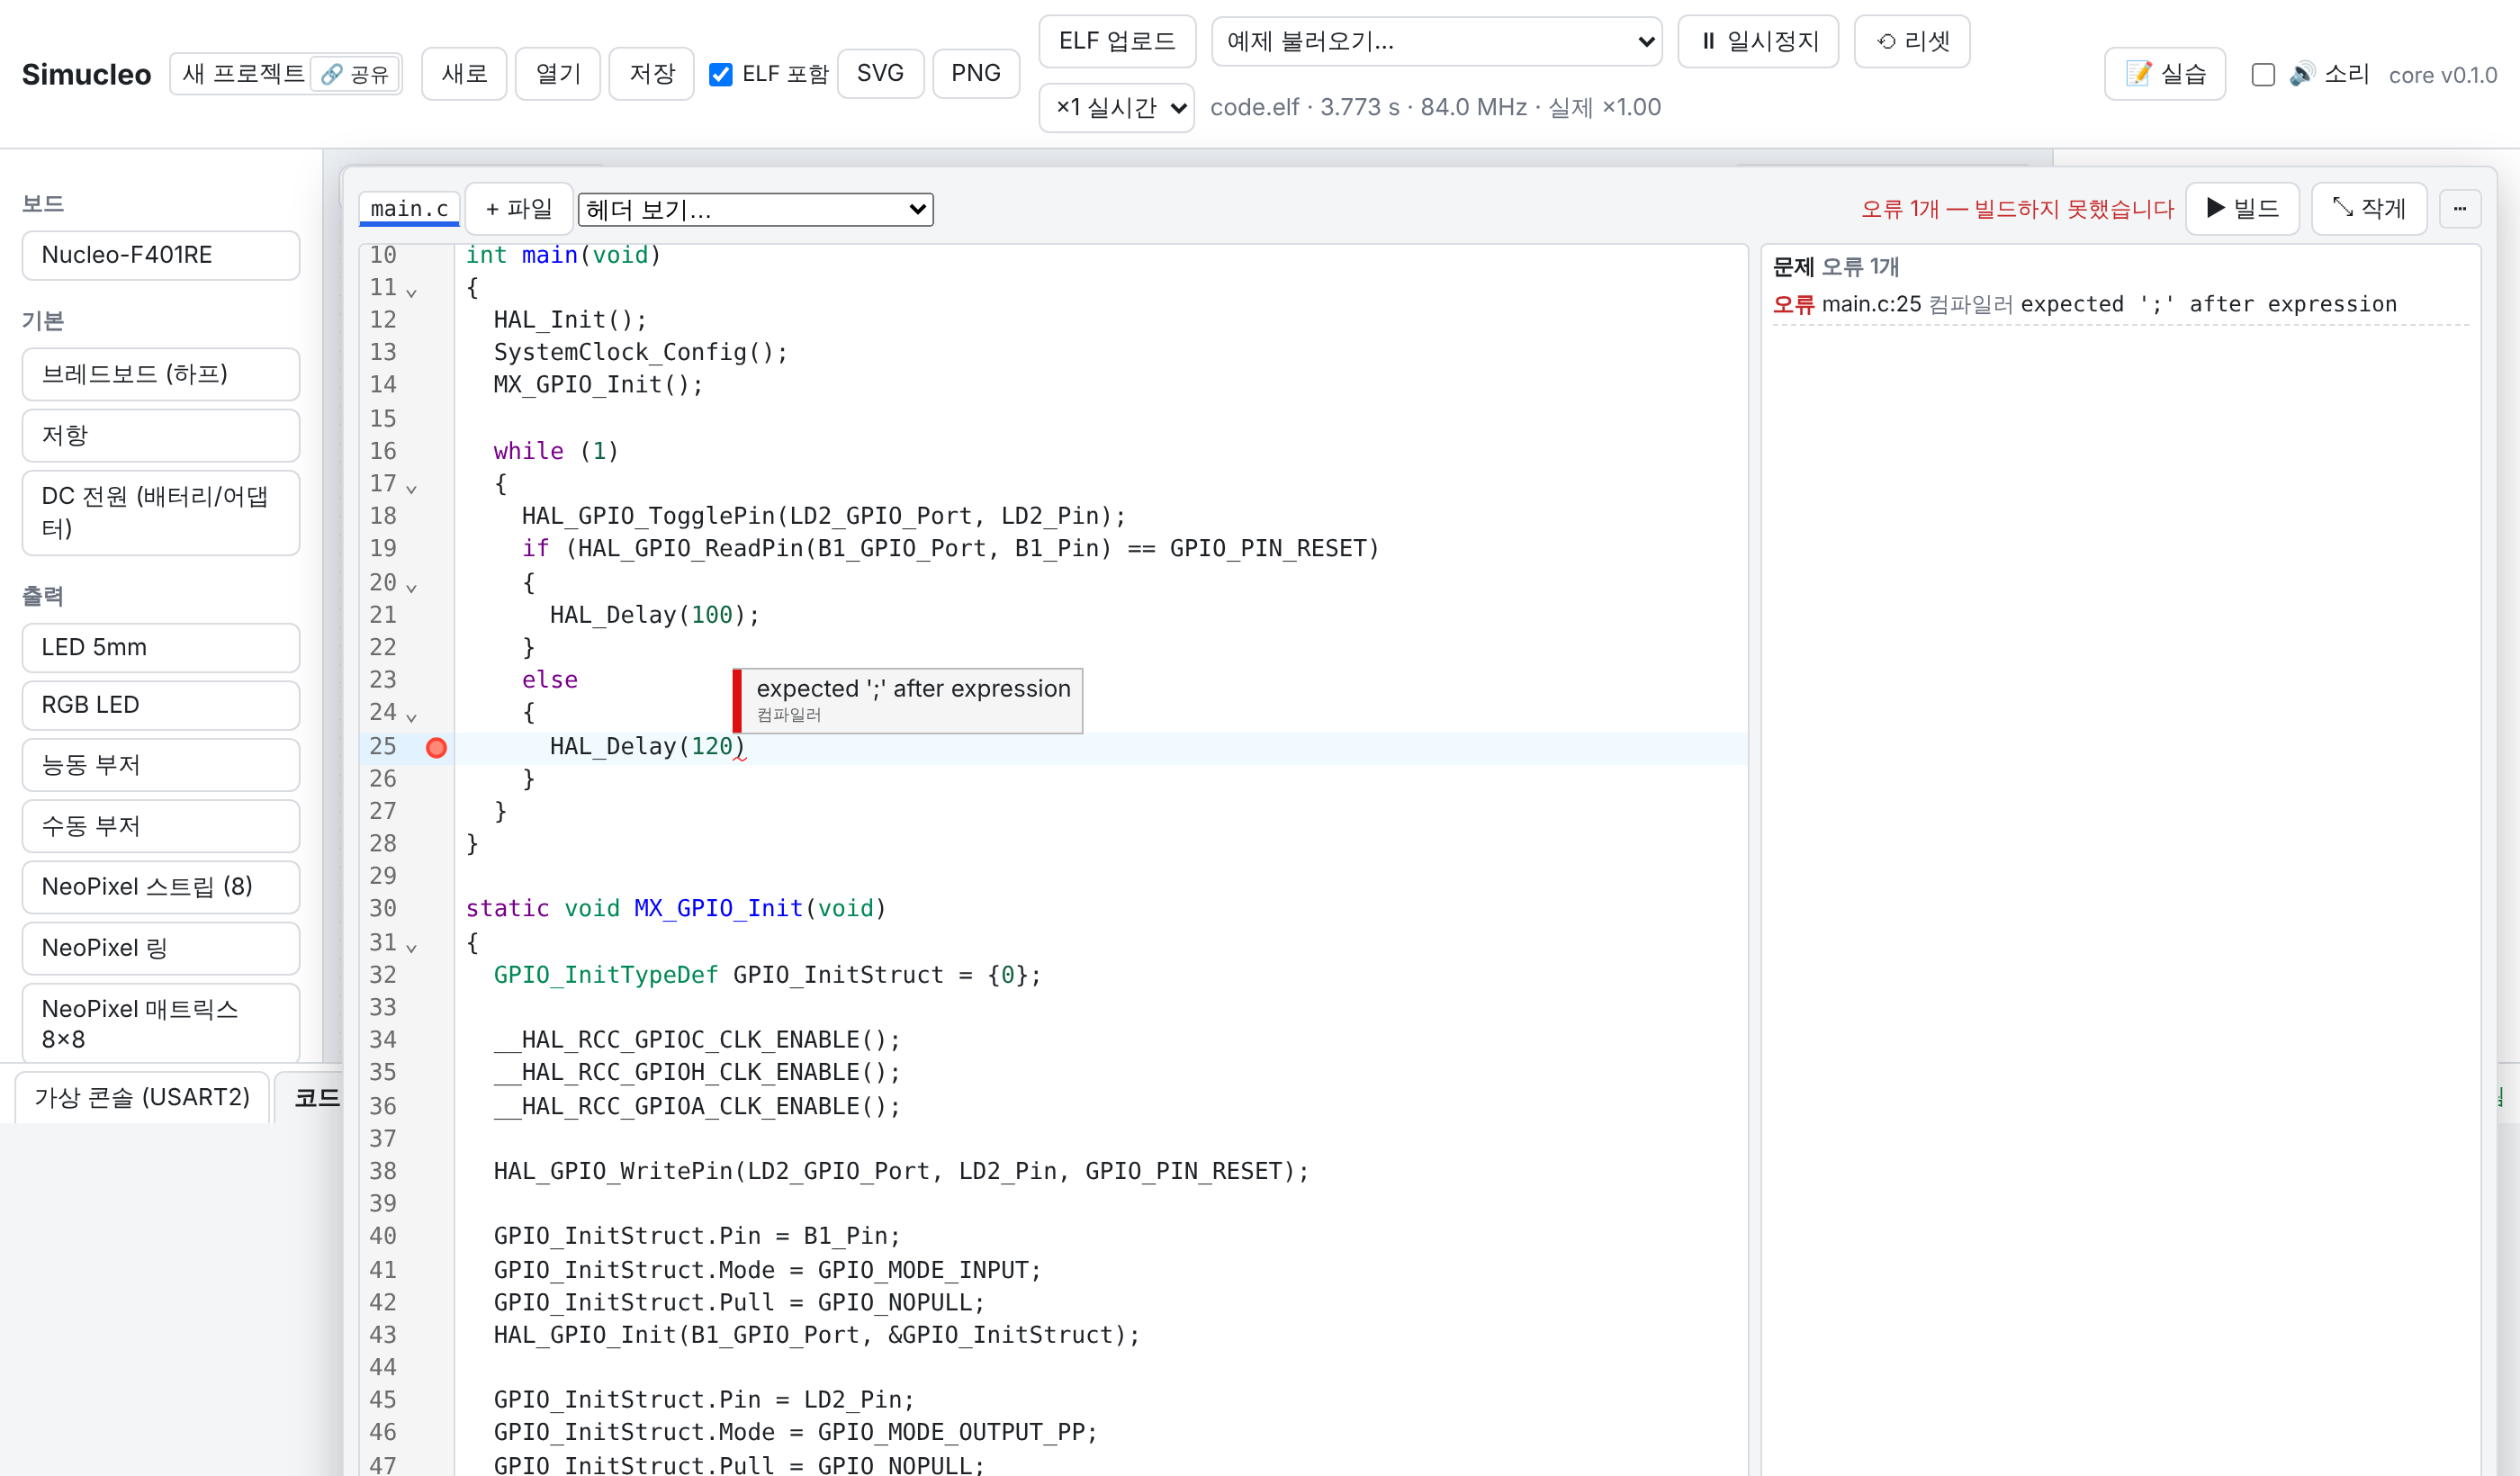 Simucleo 새 프로젝트 🔗 공유 새로 열기 저장 ELF 포함 SVG PNG
ELF 업로드 예제 불러오기... ⏸ 일시정지 ⟲ 리셋
×1 실시간 code.elf · 3.773 s · 84.0 MHz · 실제 ×1.00
📝 실습 🔊 소리 core v0.1.0
보드
Nucleo-F401RE
기본
브레드보드 (하프)
저항
DC 전원 (배터리/어댑
터)
출력
LED 5mm
RGB LED
능동 부저
수동 부저
NeoPixel 스트립 (8)
NeoPixel 링
NeoPixel 매트릭스
8×8
가상 콘솔 (USART2) 코드
main.c + 파일 헤더 보기... 오류 1개 — 빌드하지 못했습니다 ▶ 빌드 ⤡ 작게 ···
10 int main(void)
11 {
12 HAL_Init();
13 SystemClock_Config();
14 MX_GPIO_Init();
15
16 while (1)
17 {
18 HAL_GPIO_TogglePin(LD2_GPIO_Port, LD2_Pin);
19 if (HAL_GPIO_ReadPin(B1_GPIO_Port, B1_Pin) == GPIO_PIN_RESET)
20 {
21 HAL_Delay(100);
22 }
23 else
24 {
expected ';' after expression
컴파일러
25 HAL_Delay(120)
26 }
27 }
28 }
29
30 static void MX_GPIO_Init(void)
31 {
32 GPIO_InitTypeDef GPIO_InitStruct = {0};
33
34 __HAL_RCC_GPIOC_CLK_ENABLE();
35 __HAL_RCC_GPIOH_CLK_ENABLE();
36 __HAL_RCC_GPIOA_CLK_ENABLE();
37
38 HAL_GPIO_WritePin(LD2_GPIO_Port, LD2_Pin, GPIO_PIN_RESET);
39
40 GPIO_InitStruct.Pin = B1_Pin;
41 GPIO_InitStruct.Mode = GPIO_MODE_INPUT;
42 GPIO_InitStruct.Pull = GPIO_NOPULL;
43 HAL_GPIO_Init(B1_GPIO_Port, &GPIO_InitStruct);
44
45 GPIO_InitStruct.Pin = LD2_Pin;
46 GPIO_InitStruct.Mode = GPIO_MODE_OUTPUT_PP;
47 GPIO_InitStruct.Pull = GPIO_NOPULL;
문제 오류 1개
오류 main.c:25 컴파일러 expected ';' after expression